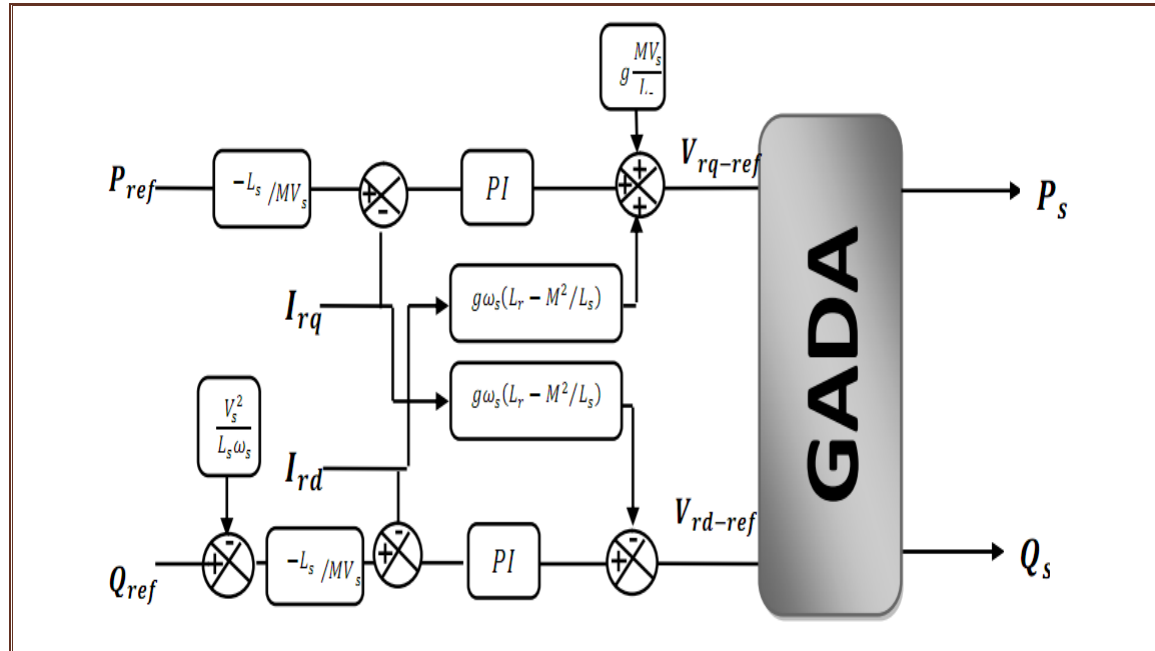 g MV_s
P_ref
-L_s/MV_s
+
-
PI
+
+
+
V_rq-ref
P_s
gω_s(L_r − M²/L_s)
I_rq
gω_s(L_r − M²/L_s)
V_s²
L_sω_s
I_rd
GADA
V_rd-ref
-
+
-L_s/MV_s
-
+
PI
-
+
Q_ref
Q_s